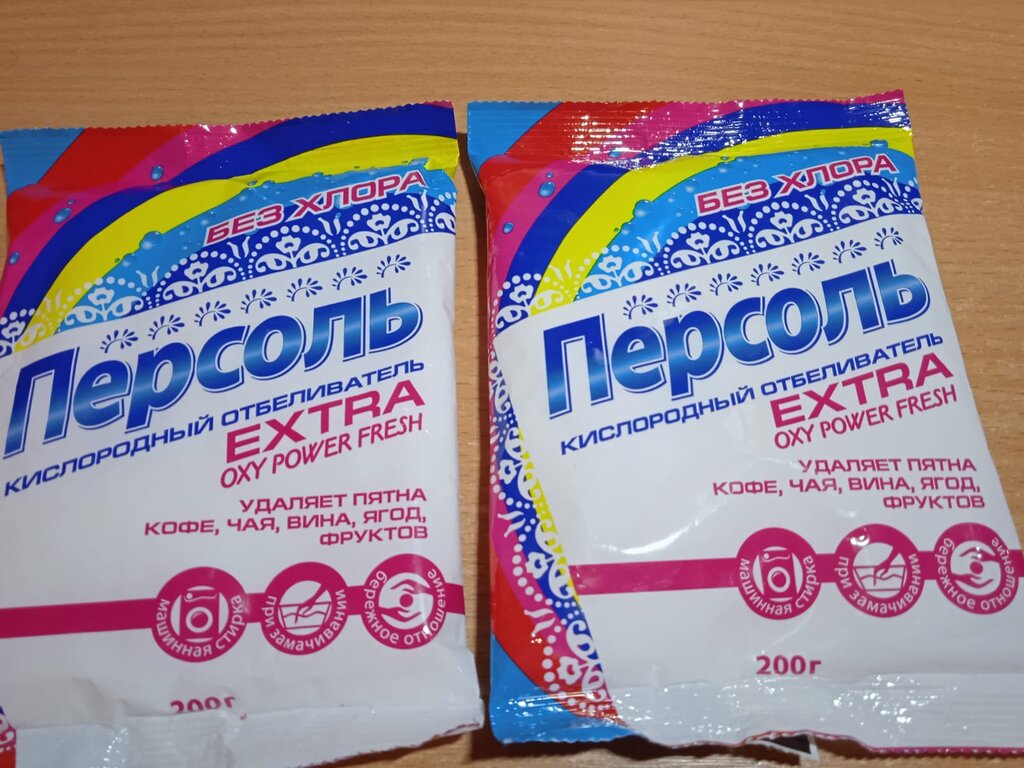 БЕЗ ХЛОРА
Персоль
КИСЛОРОДНЫЙ ОТБЕЛИВАТЕЛЬ
EXTRA
OXY POWER FRESH
УДАЛЯЕТ ПЯТНА
КОФЕ, ЧАЯ, ВИНА, ЯГОД,
ФРУКТОВ
машинная стирка
при замачивании
бережное отношение
200г
БЕЗ ХЛОРА
Персоль
КИСЛОРОДНЫЙ ОТБЕЛИВАТЕЛЬ
EXTRA
OXY POWER FRESH
УДАЛЯЕТ ПЯТНА
КОФЕ, ЧАЯ, ВИНА, ЯГОД,
ФРУКТОВ
машинная стирка
при замачивании
бережное отношение
200г